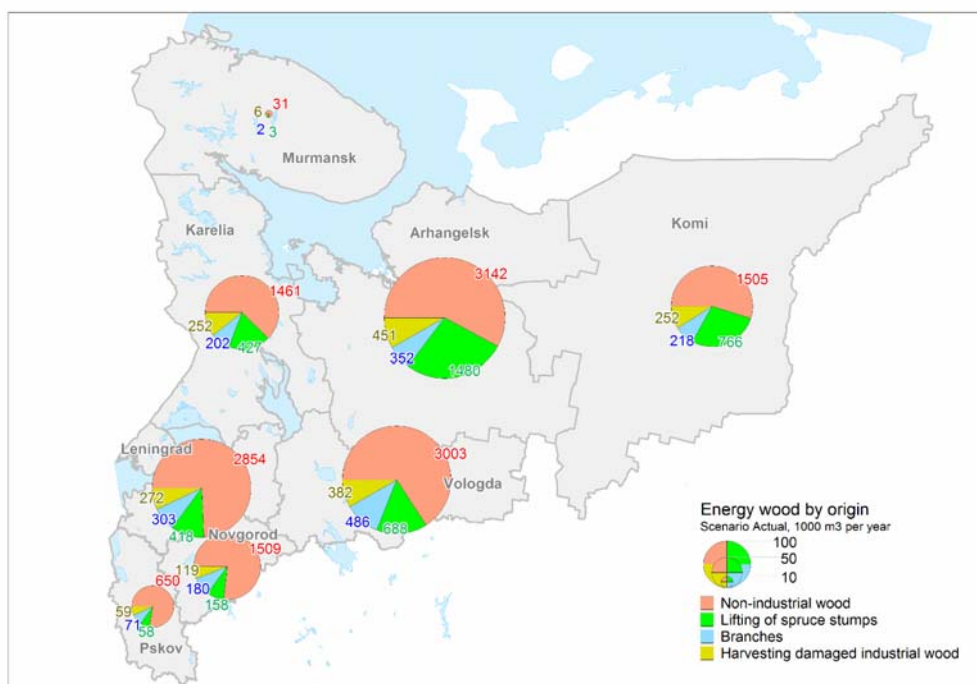 31
6
2
3
Murmansk
Karelia
Arhangelsk
Komi
3142
1461
1505
252
451
252
202
427
352
1480
218
766
Leningrad
2854
3003
272
382
Vologda
303
418
486
688
Novgorod
1509
119
180
158
650
59
71
58
Pskov
Energy wood by origin
Scenario Actual, 1000 m3 per year
100
50
10
Non-industrial wood
Lifting of spruce stumps
Branches
Harvesting damaged industrial wood